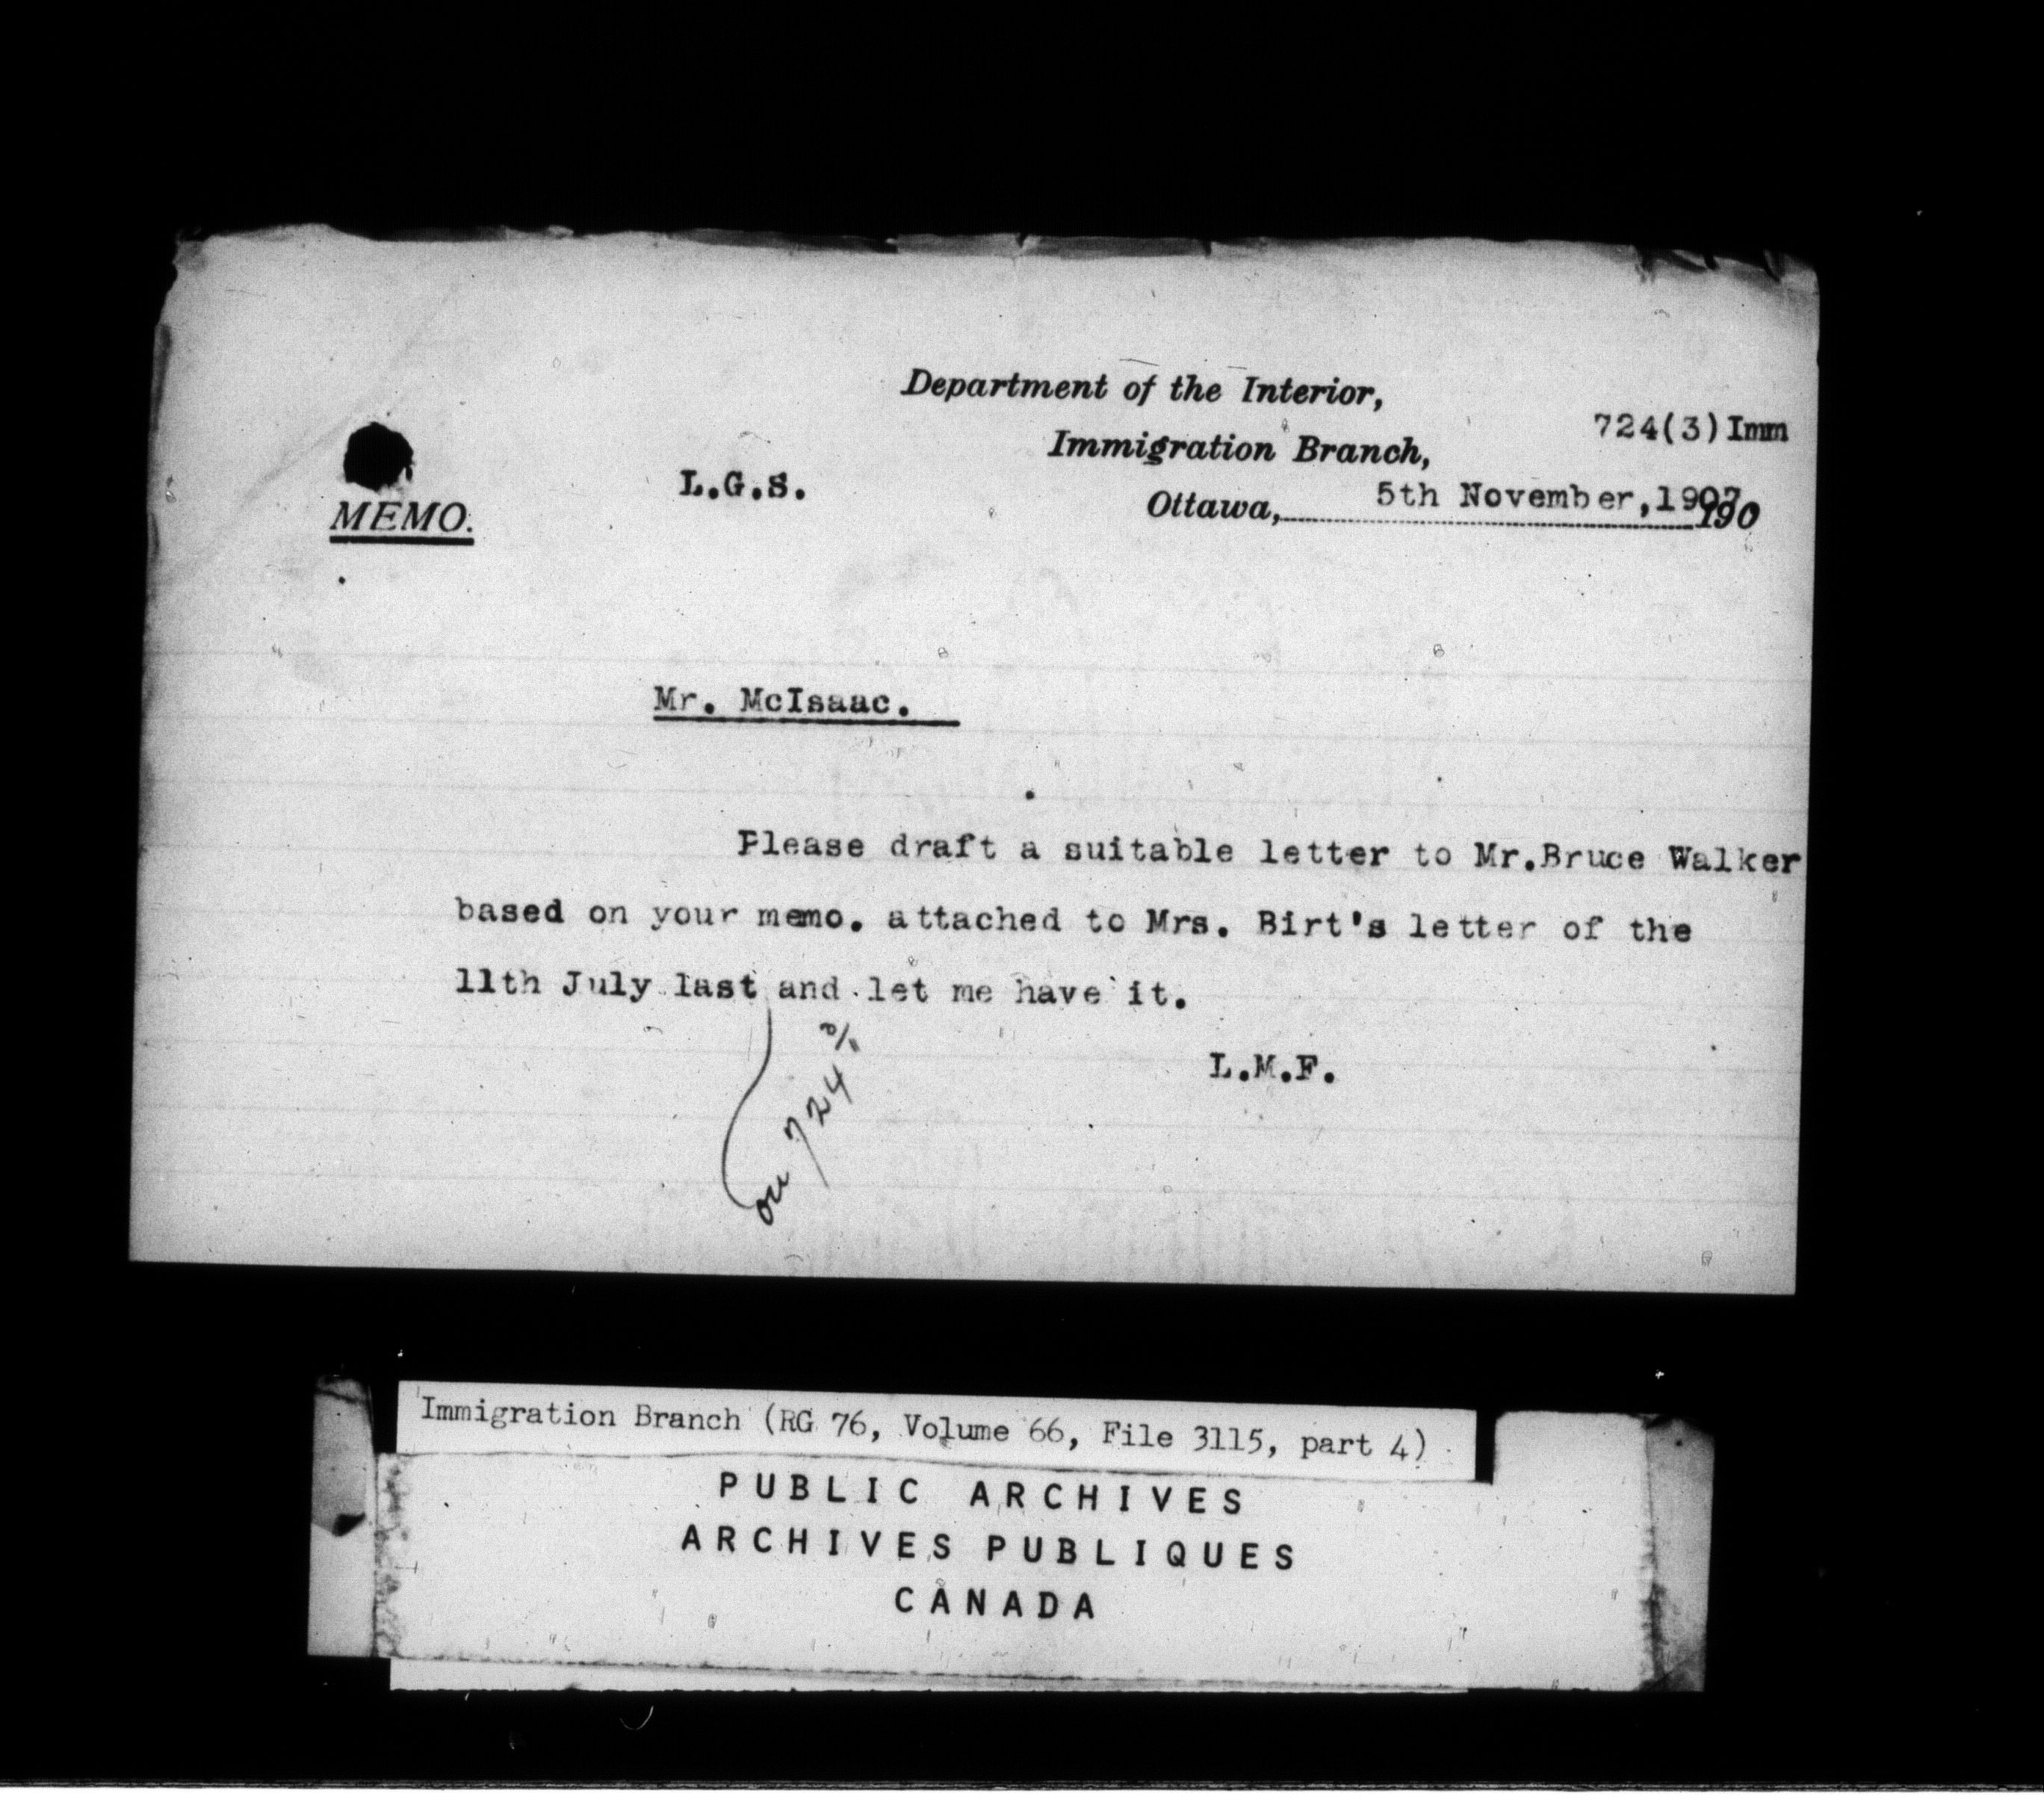 Department of the Interior,
724(3)Imm
Immigration Branch,
L.G.S.
MEMO.
Ottawa, 5th November,1907 190
Mr. McIsaac.
Please draft a suitable letter to Mr.Bruce Walker
based on your memo. attached to Mrs. Birt's letter of the
11th July last and let me have it.
L.M.F.
on 724
Immigration Branch (RG 76, Volume 66, File 3115, part 4)
PUBLIC ARCHIVES
ARCHIVES PUBLIQUES
CANADA